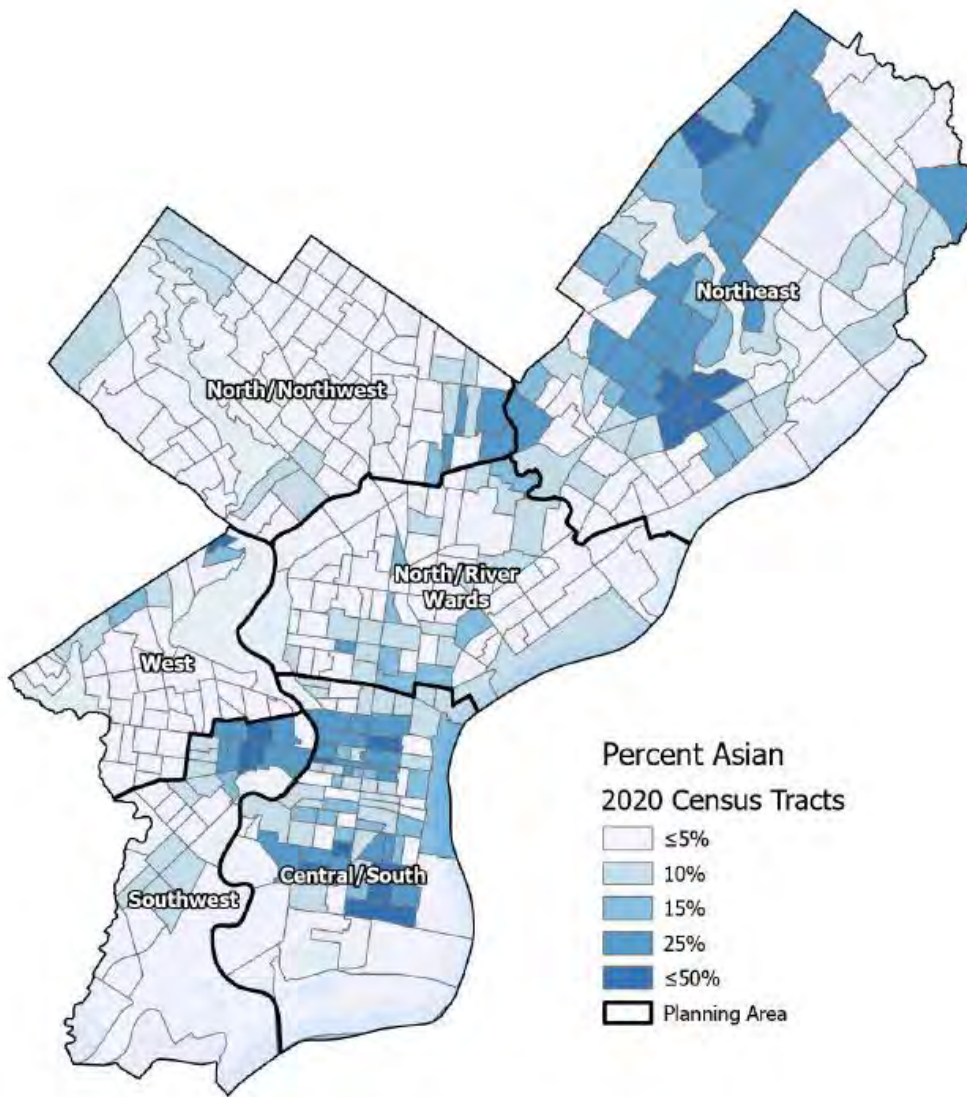 Northeast
North/Northwest
North/River
Wards
West
Central/South
Southwest
Percent Asian
2020 Census Tracts
≤5%
10%
15%
25%
≤50%
Planning Area